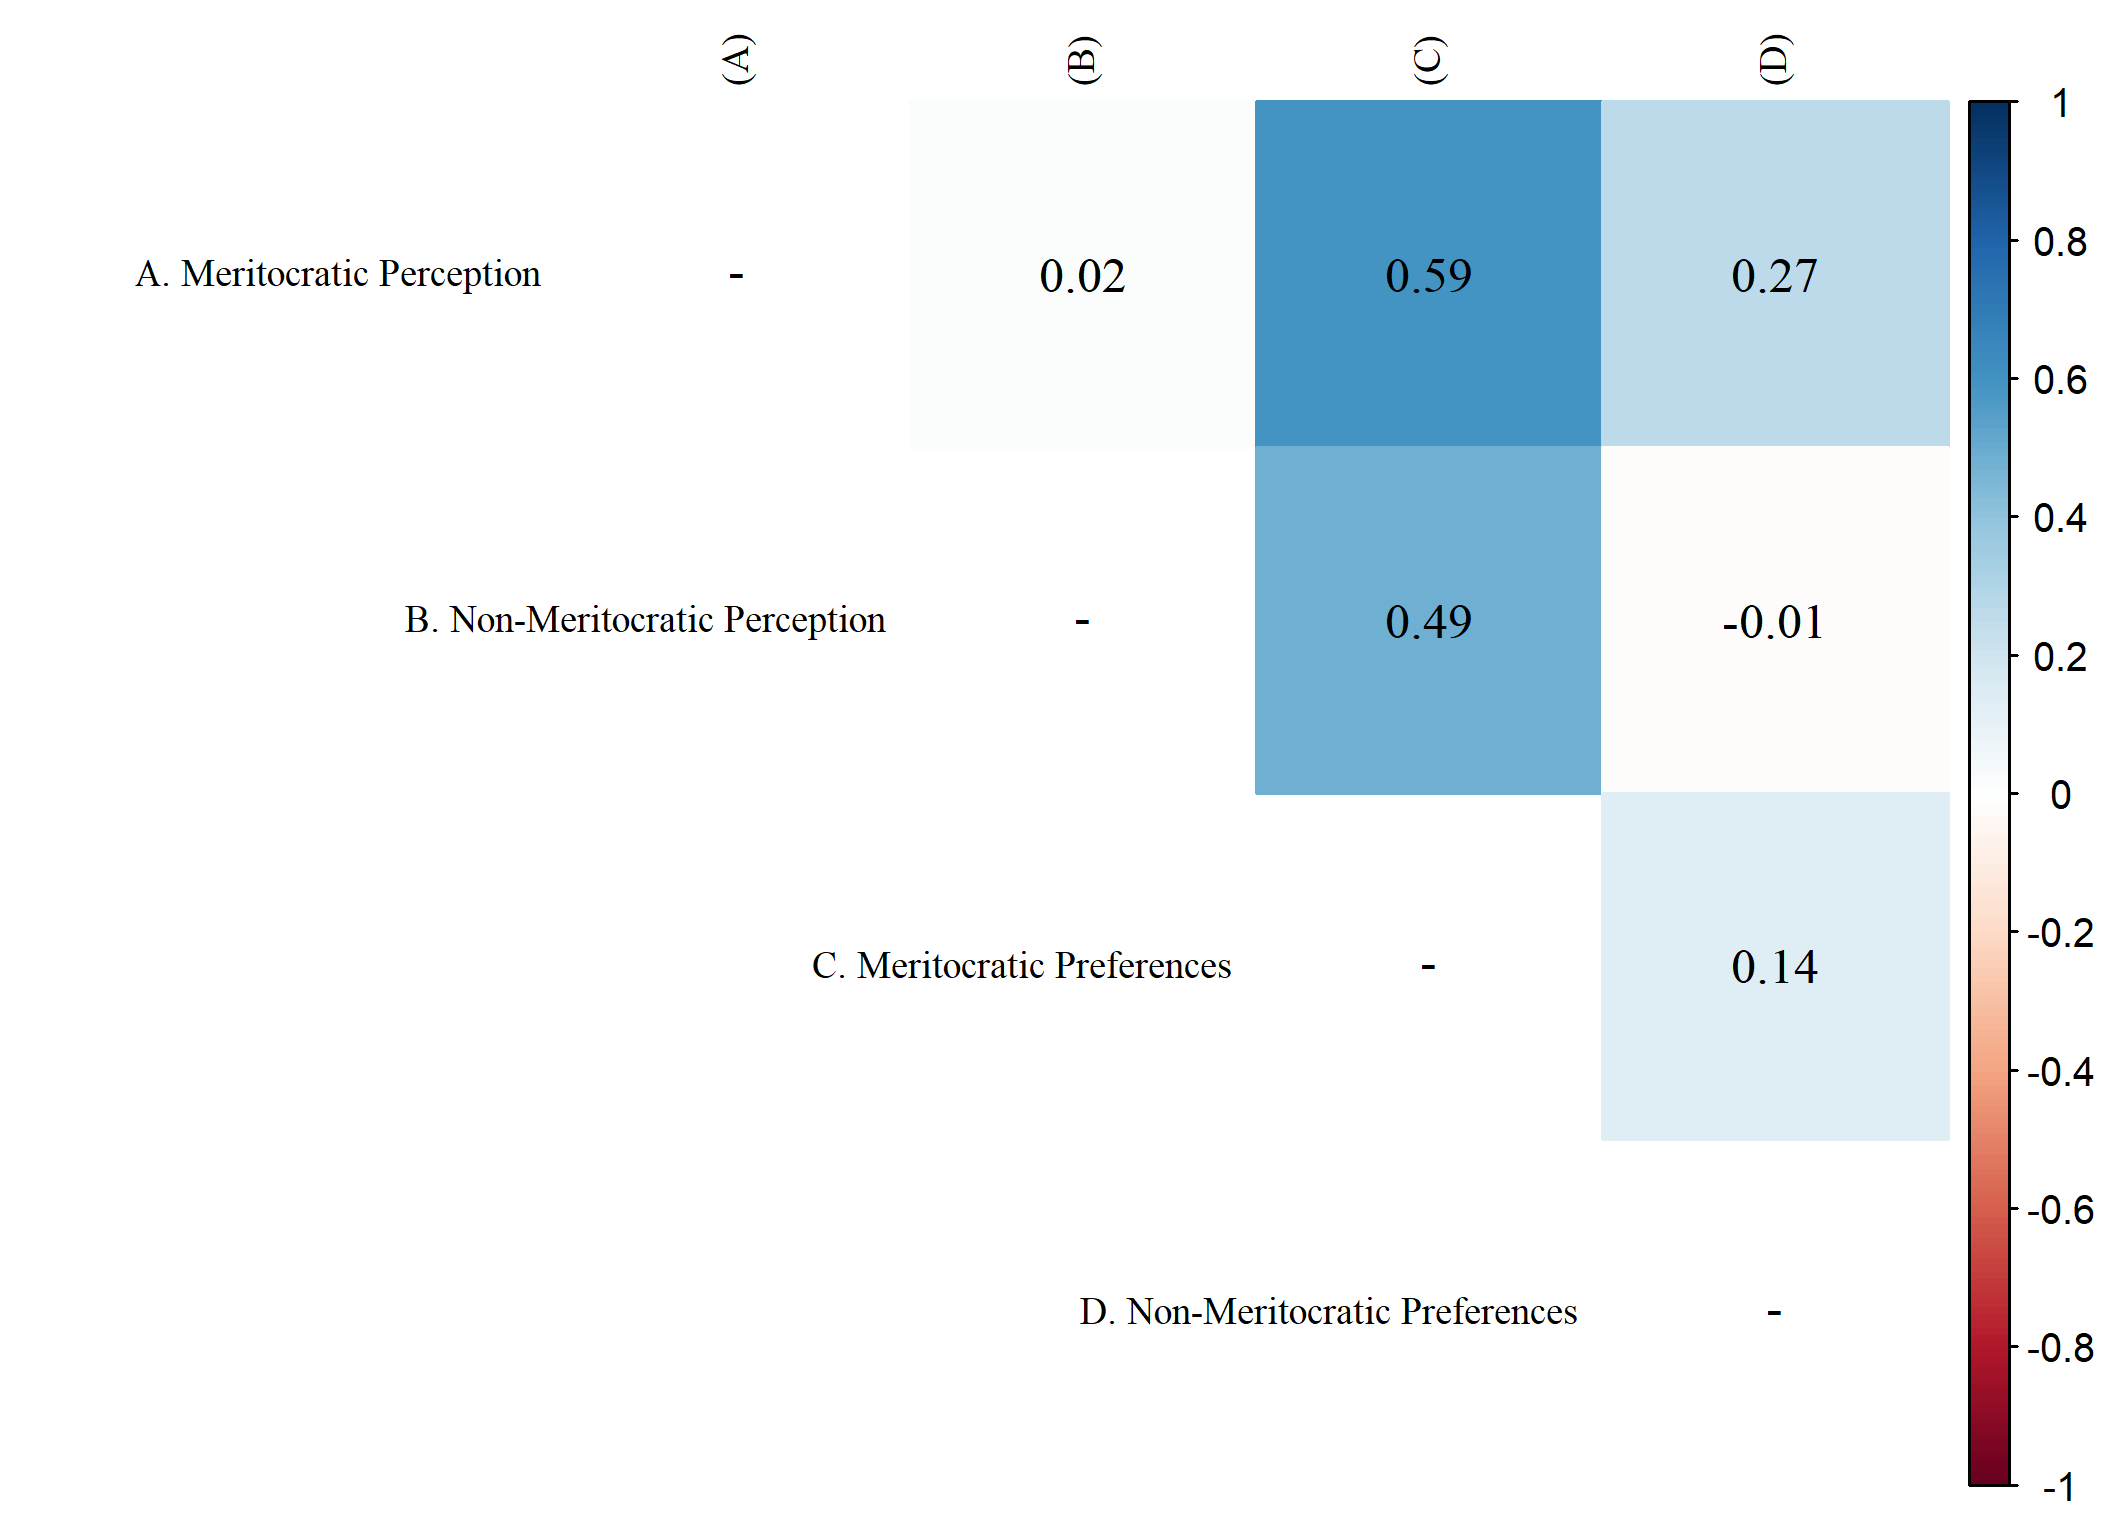 (A) (B) (C) (D)
A. Meritocratic Perception - 0.02 0.59 0.27
B. Non-Meritocratic Perception - 0.49 -0.01
C. Meritocratic Preferences - 0.14
D. Non-Meritocratic Preferences -
1
0.8
0.6
0.4
0.2
0
-0.2
-0.4
-0.6
-0.8
-1